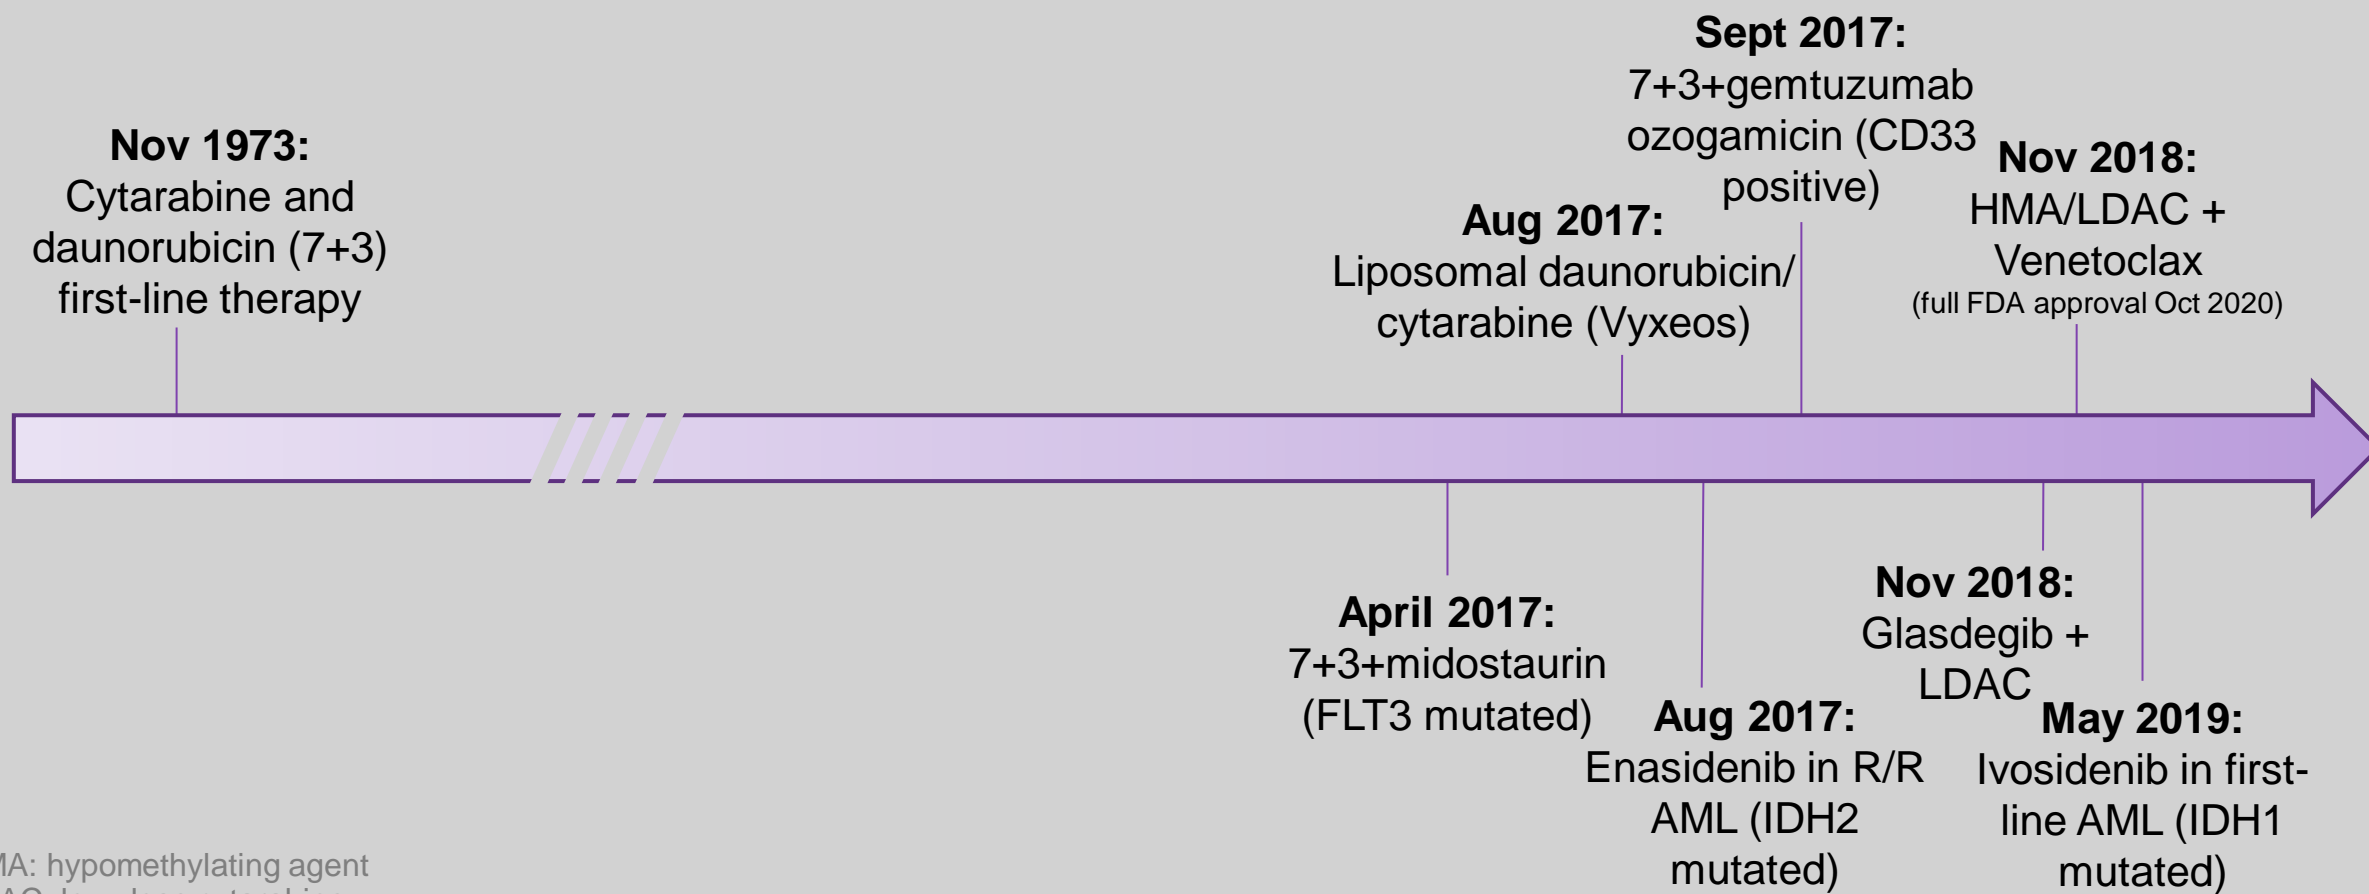 Nov 1973:
Cytarabine and
daunorubicin (7+3)
first-line therapy
Aug 2017:
Liposomal daunorubicin/
cytarabine (Vyxeos)
Sept 2017:
7+3+gemtuzumab
ozogamicin (CD33
positive)
Nov 2018:
HMA/LDAC +
Venetoclax
(full FDA approval Oct 2020)
April 2017:
7+3+midostaurin
(FLT3 mutated)
Aug 2017:
Enasidenib in R/R
AML (IDH2
mutated)
Nov 2018:
Glasdegib +
LDAC
May 2019:
Ivosidenib in first-
line AML (IDH1
mutated)
MA: hypomethylating agent